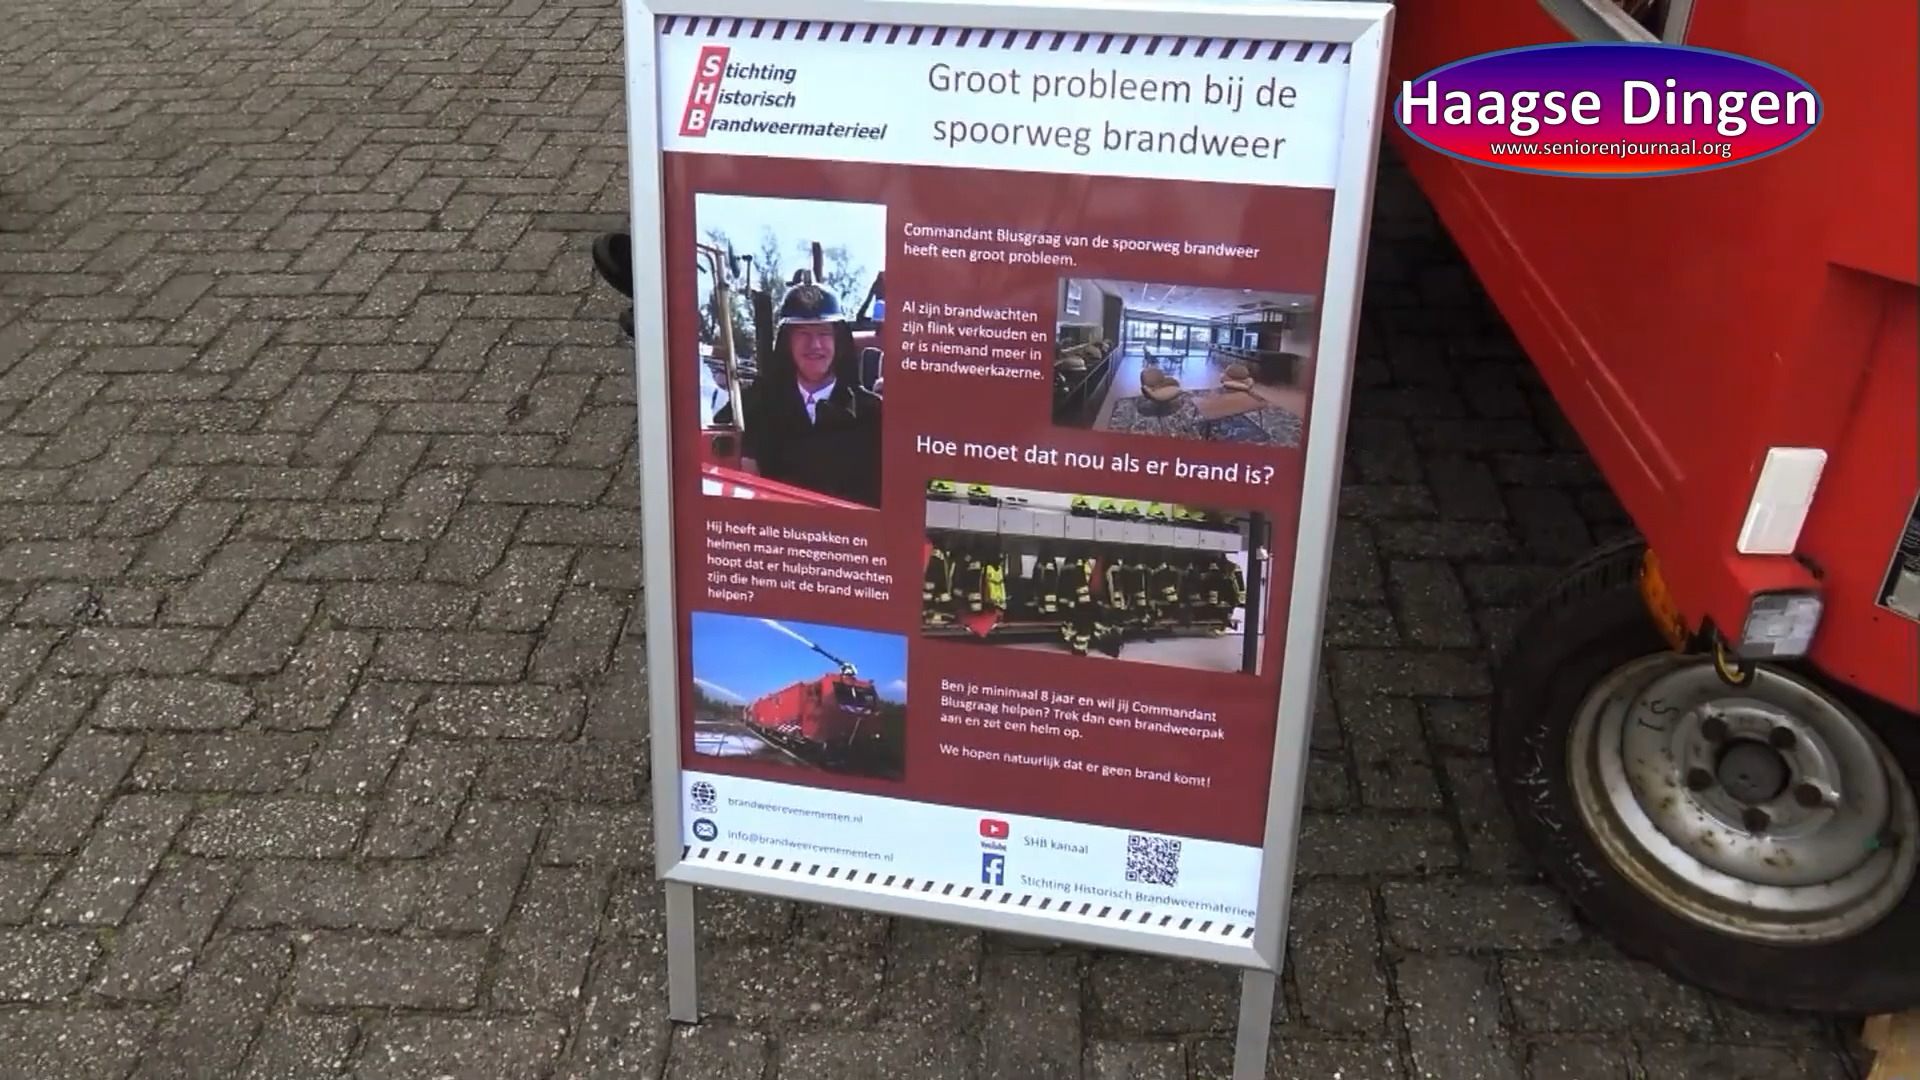 Stichting
Historisch
Brandweermaterieel
Groot probleem bij de
spoorweg brandweer
Haagse Dingen
www.seniorenjournaal.org
Commandant Blusgraag van de spoorweg brandweer
heeft een groot probleem.
Al zijn brandwachten
zijn flink verkouden en
er is niemand meer in
de brandweerkazerne.
Hoe moet dat nou als er brand is?
Hij heeft alle bluspakken en
helmen maar meegenomen en
hoopt dat er hulpbrandwachten
zijn die hem uit de brand willen
helpen?
Ben je minimaal 8 jaar en wil jij Commandant
Blusgraag helpen? Trek dan een brandweerpak
aan en zet een helm op.
We hopen natuurlijk dat er geen brand komt!
brandweerevenementen.nl
info@brandweerevenementen.nl
YouTube
SHB kanaal
Stichting Historisch Brandweermaterieel